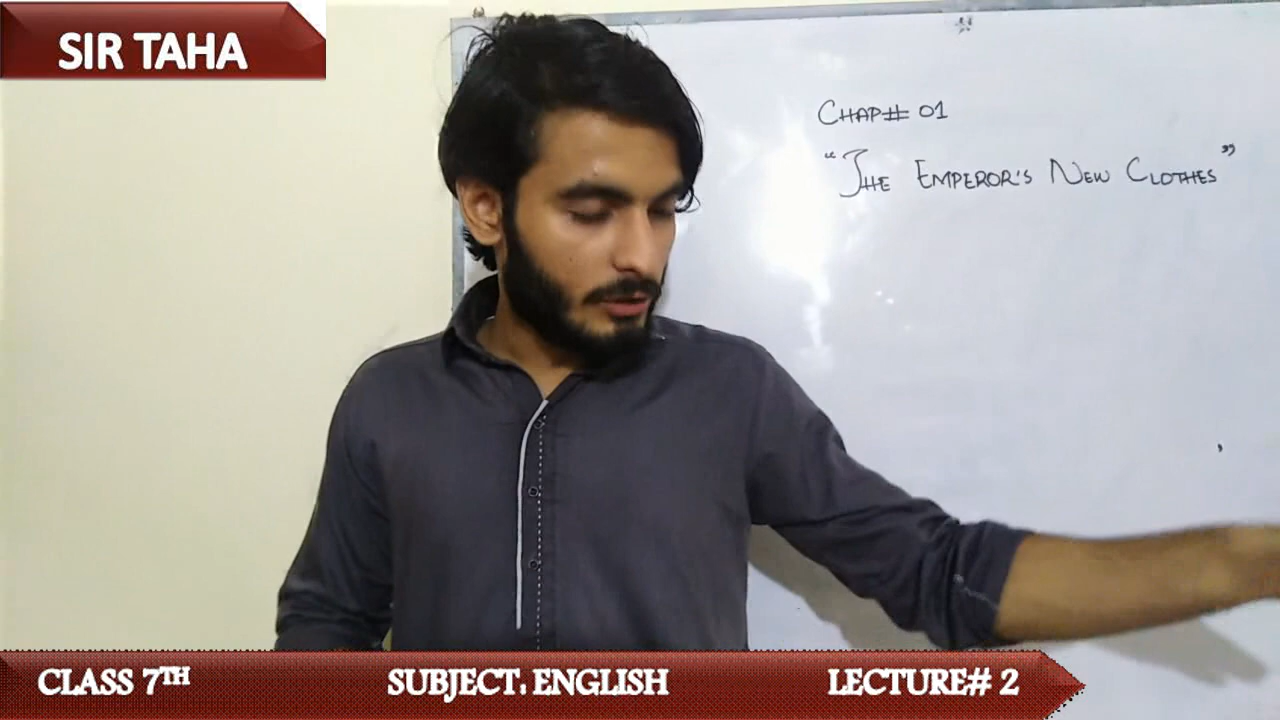 SIR TAHA
CHAP# 01
"THE EMPEROR'S NEW CLOTHES"
CLASS 7TH SUBJECT: ENGLISH LECTURE# 2